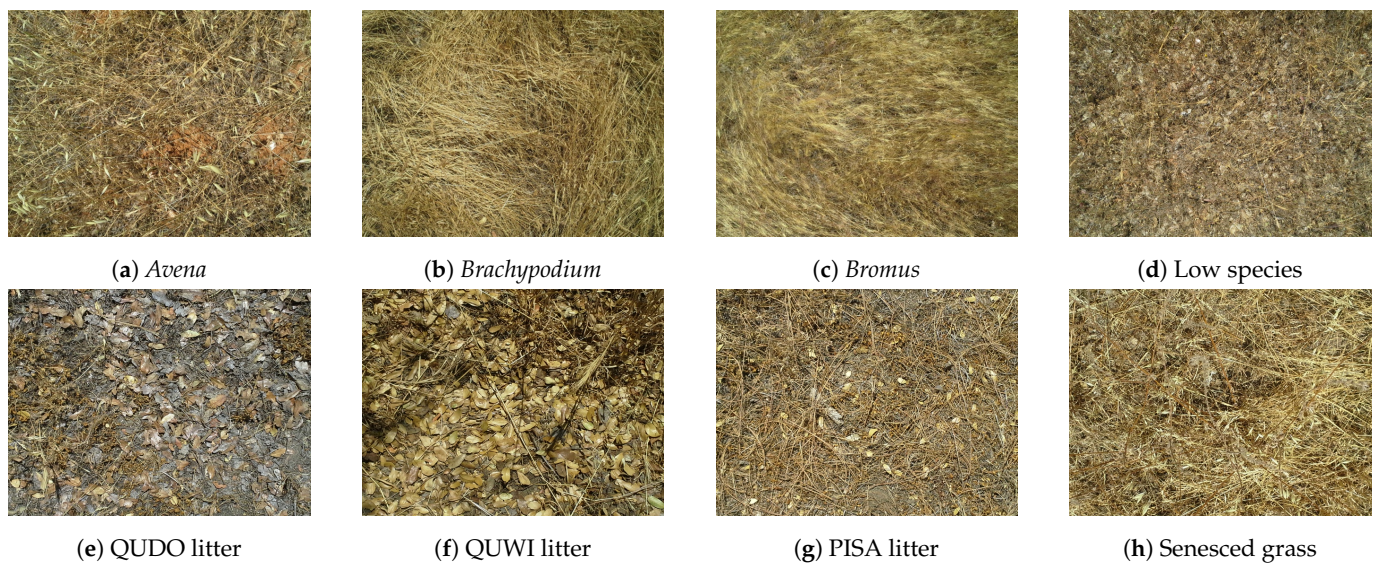 (a) Avena
(b) Brachypodium
(c) Bromus
(d) Low species
(e) QUDO litter
(f) QUWI litter
(g) PISA litter
(h) Senesced grass